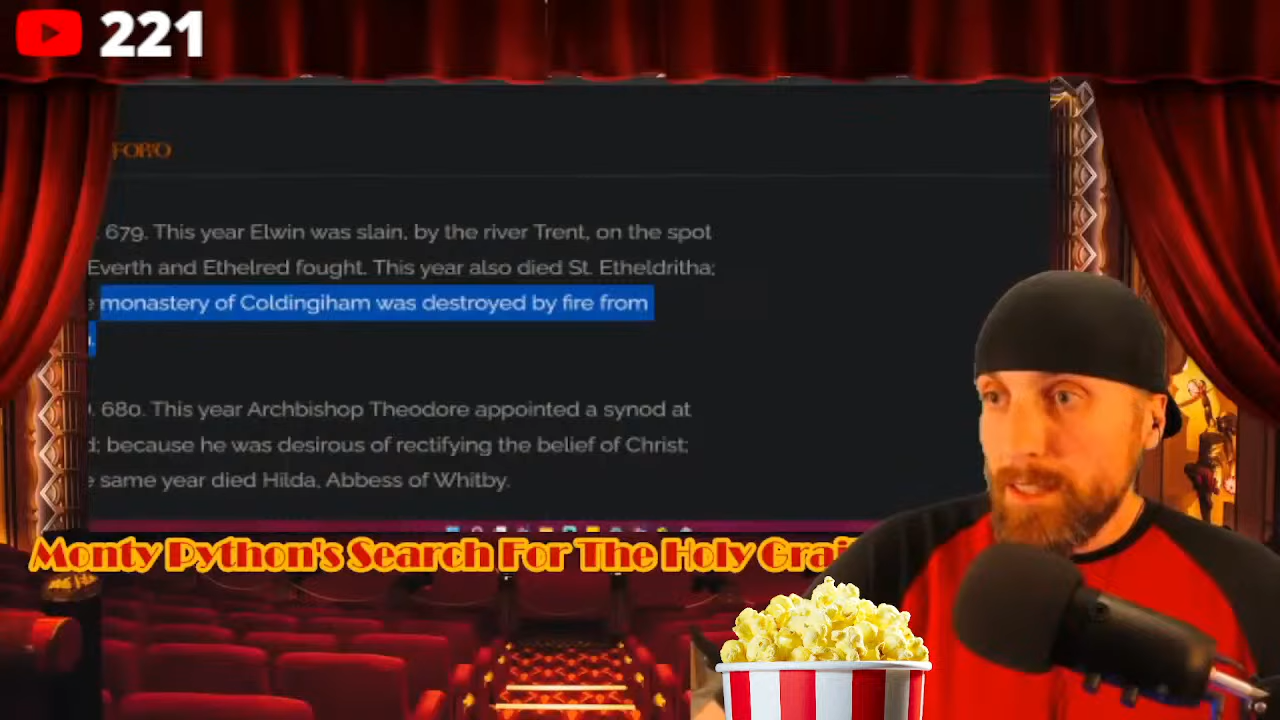 221
679. This year Elwin was slain, by the river Trent, on the spot
Everth and Ethelred fought. This year also died St. Etheldritha;
monastery of Coldingiham was destroyed by fire from
680. This year Archbishop Theodore appointed a synod at
because he was desirous of rectifying the belief of Christ;
same year died Hilda, Abbess of Whitby.
Monty Python's Search For The Holy Grai